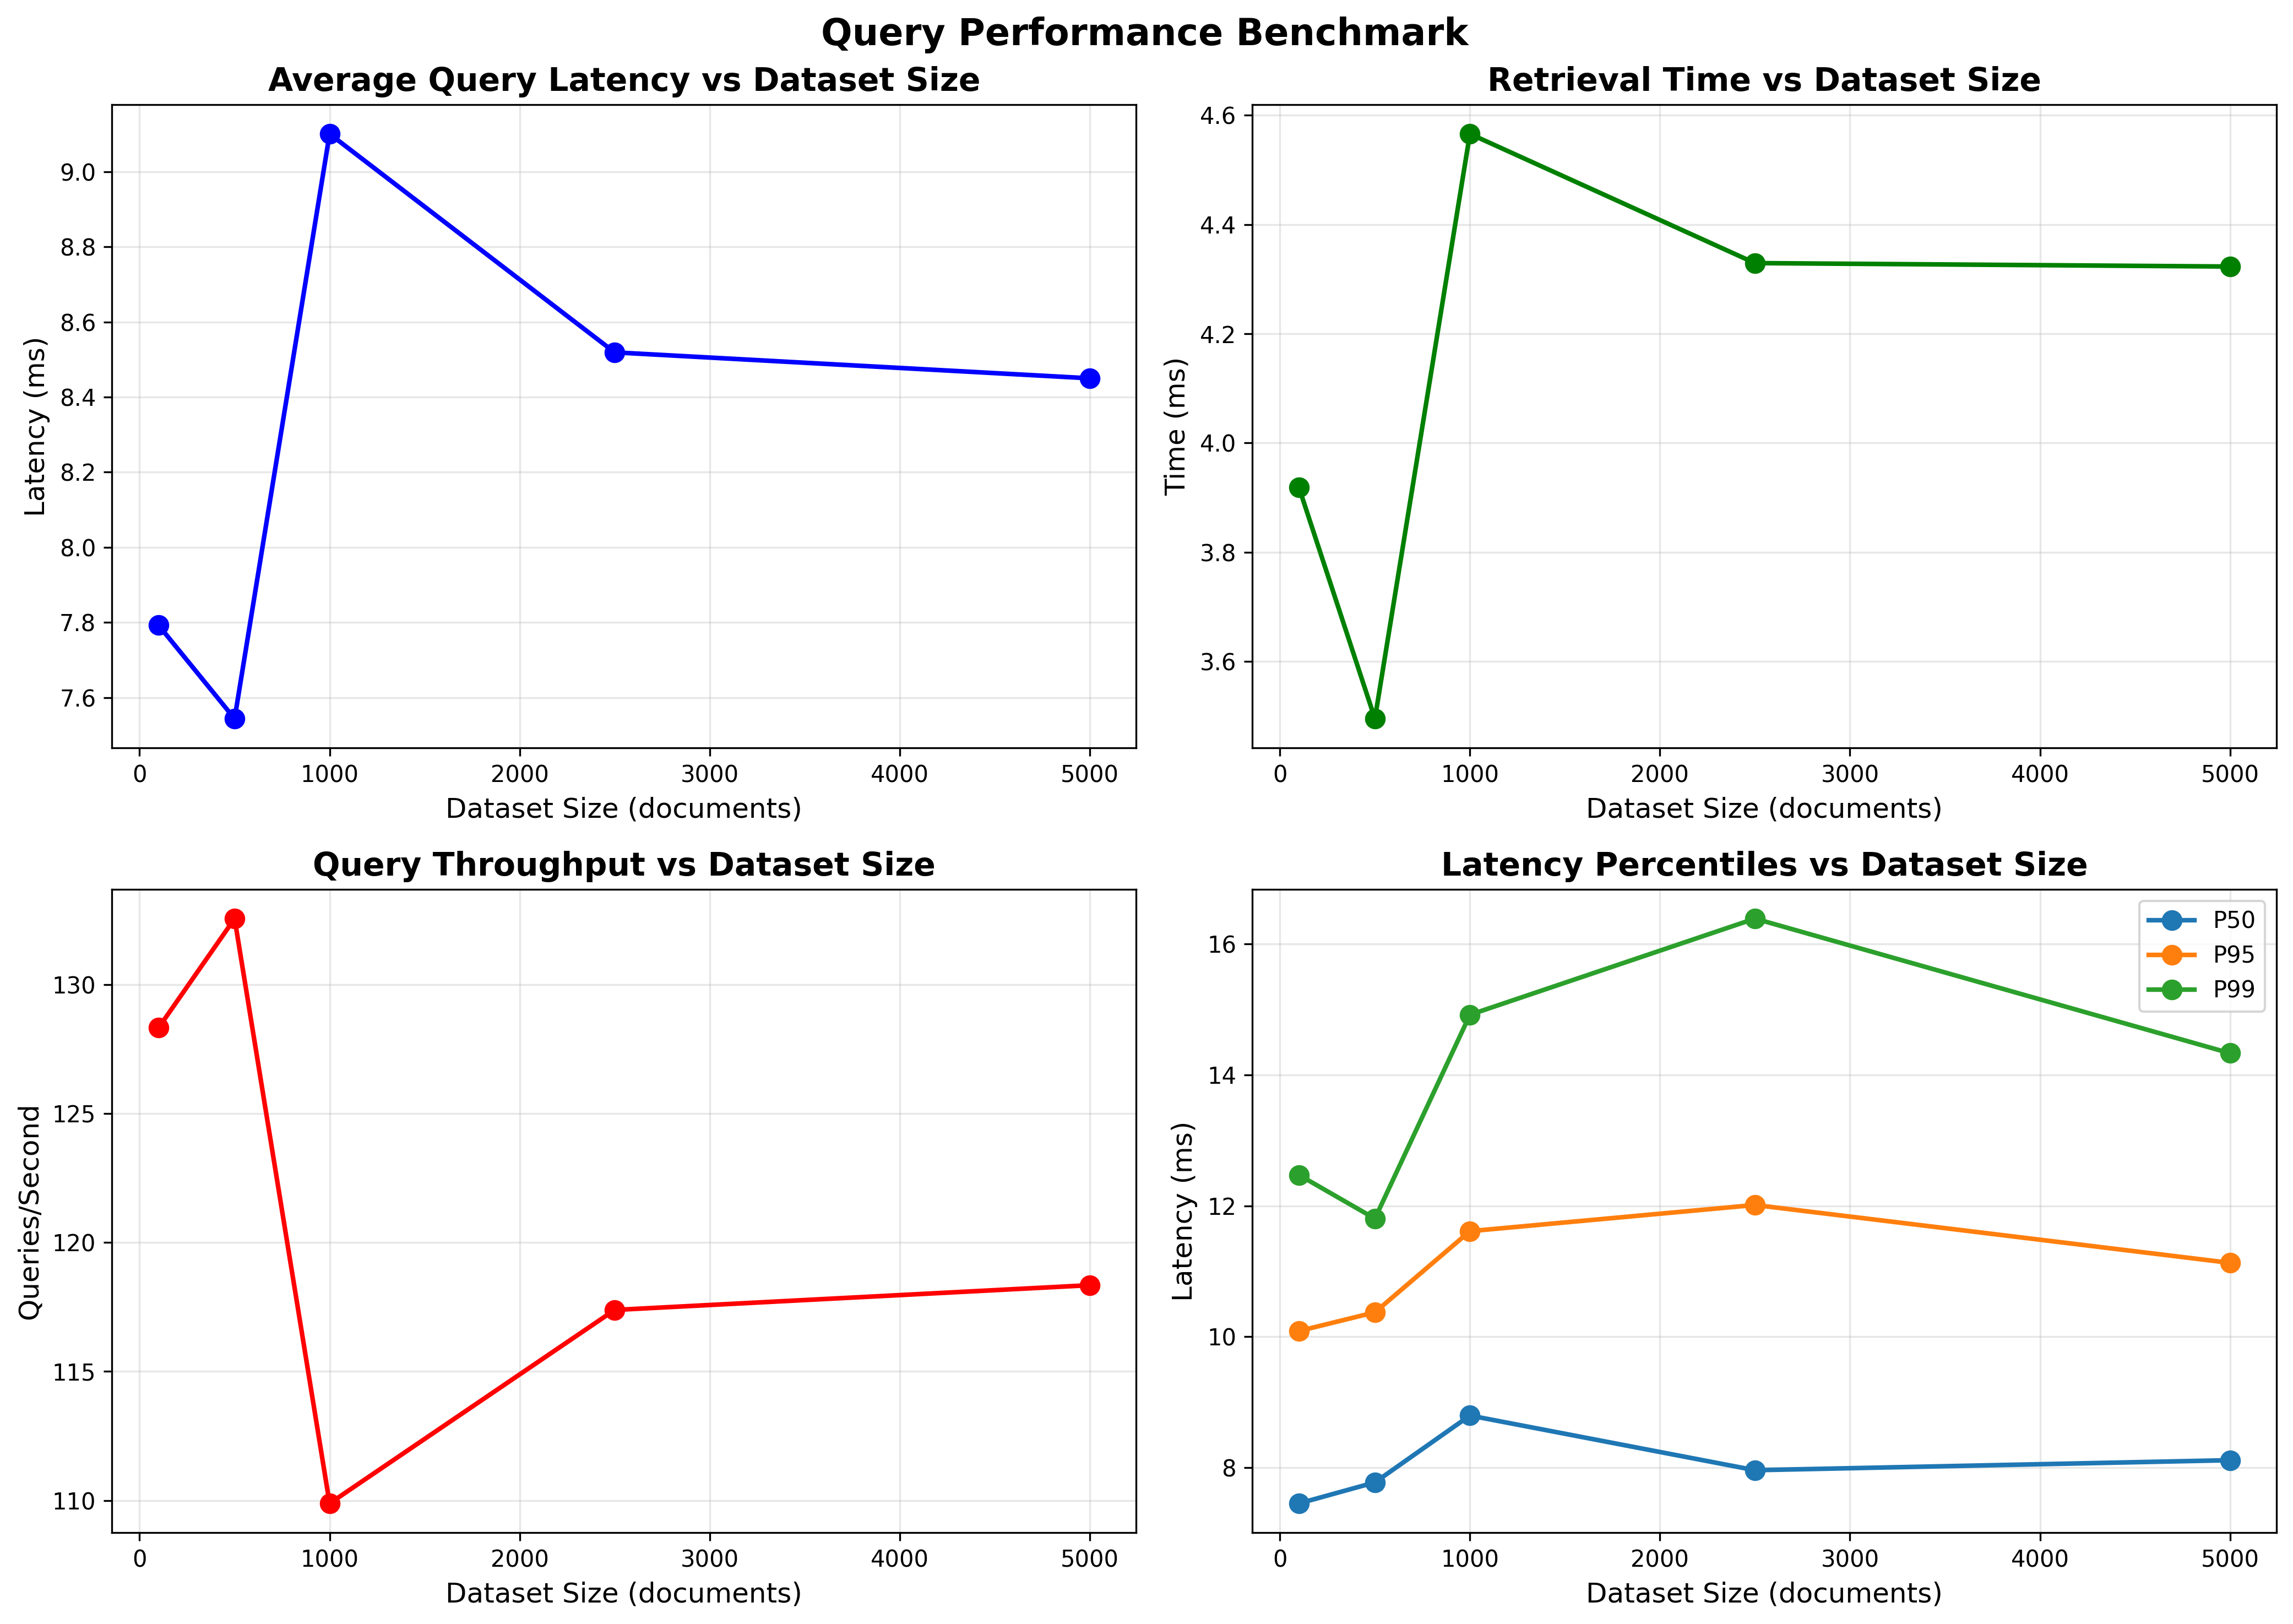 Query Performance Benchmark
Average Query Latency vs Dataset Size
Latency (ms)
9.0
8.8
8.6
8.4
8.2
8.0
7.8
7.6
0 1000 2000 3000 4000 5000
Dataset Size (documents)
Retrieval Time vs Dataset Size
Time (ms)
4.6
4.4
4.2
4.0
3.8
3.6
0 1000 2000 3000 4000 5000
Dataset Size (documents)
Query Throughput vs Dataset Size
Queries/Second
130
125
120
115
110
0 1000 2000 3000 4000 5000
Dataset Size (documents)
Latency Percentiles vs Dataset Size
Latency (ms)
16
14
12
10
8
P50
P95
P99
0 1000 2000 3000 4000 5000
Dataset Size (documents)